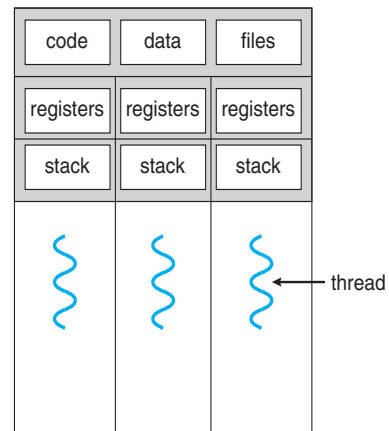 code data files
registers registers registers
stack stack stack
thread